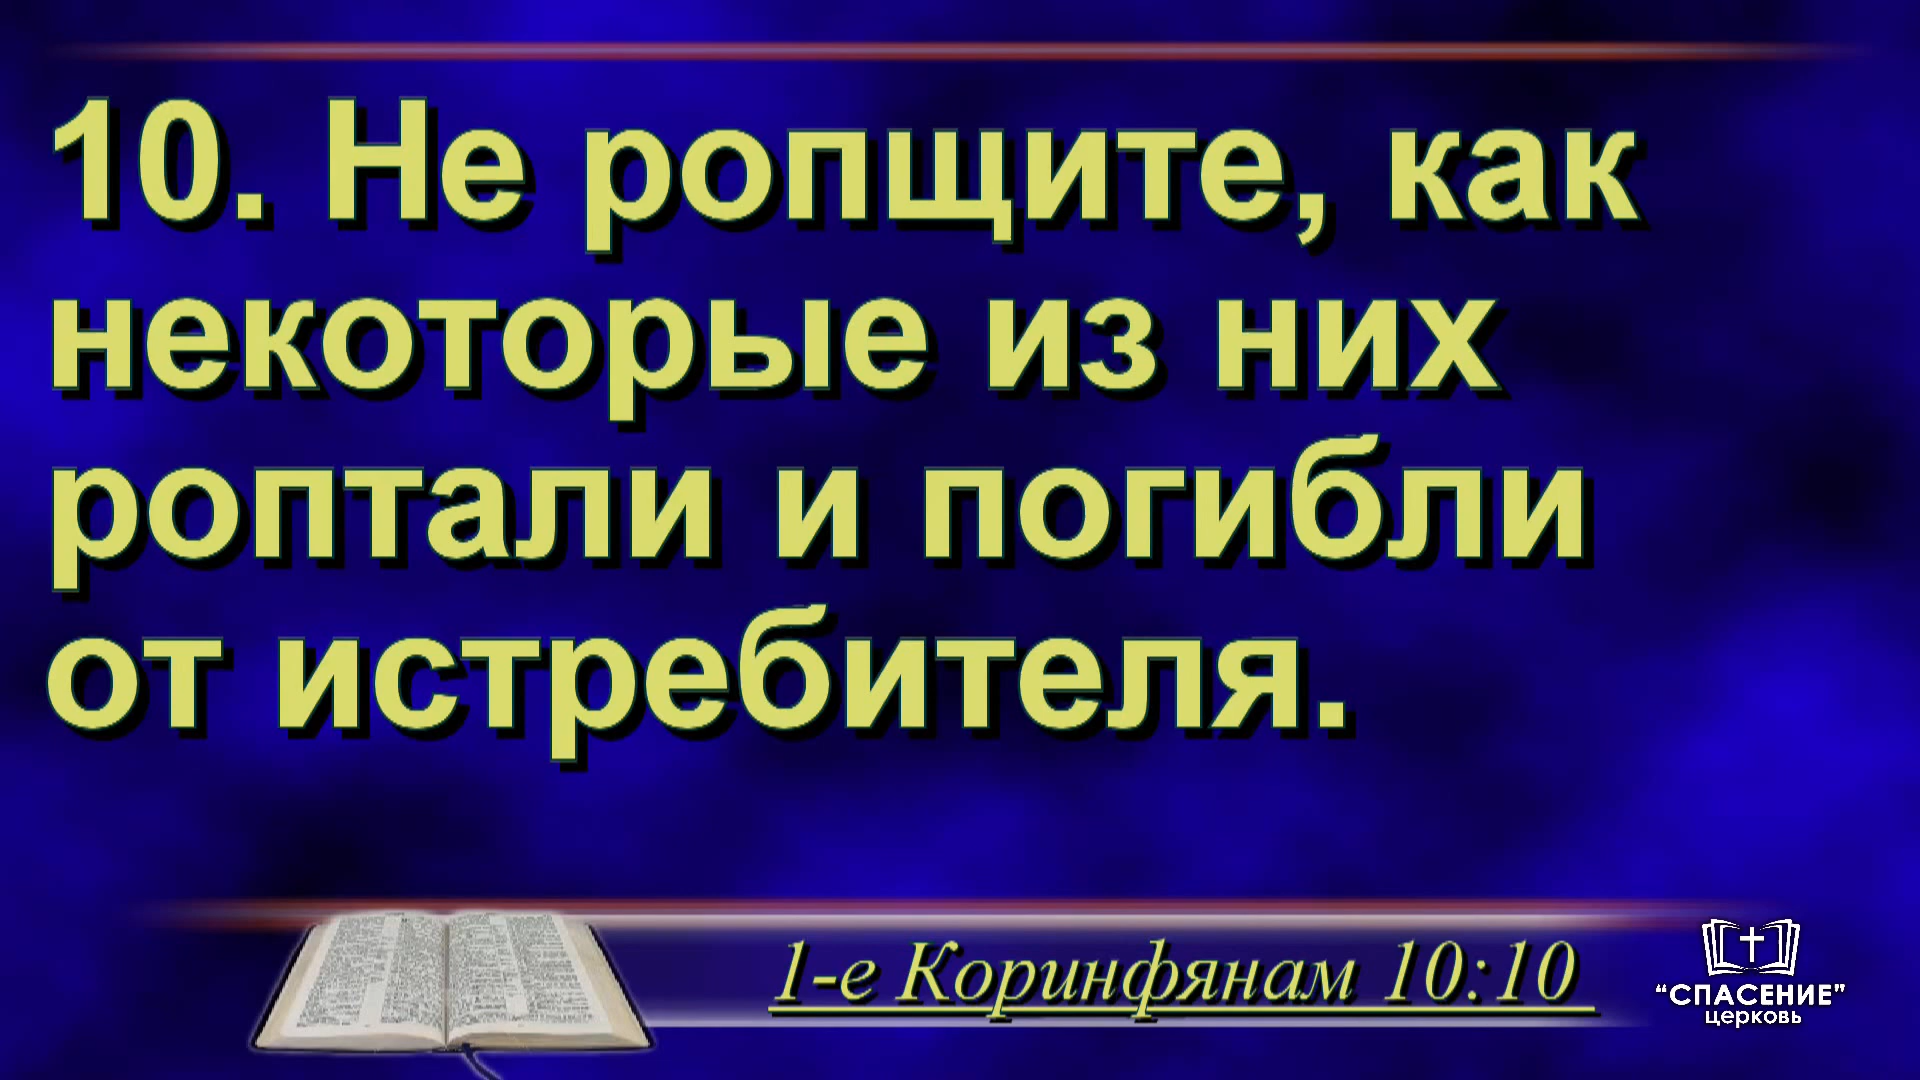 10. Не ропщите, как
некоторые из них
роптали и погибли
от истребителя.
1-е Коринфянам 10:10
“СПАСЕНИЕ”
церковь